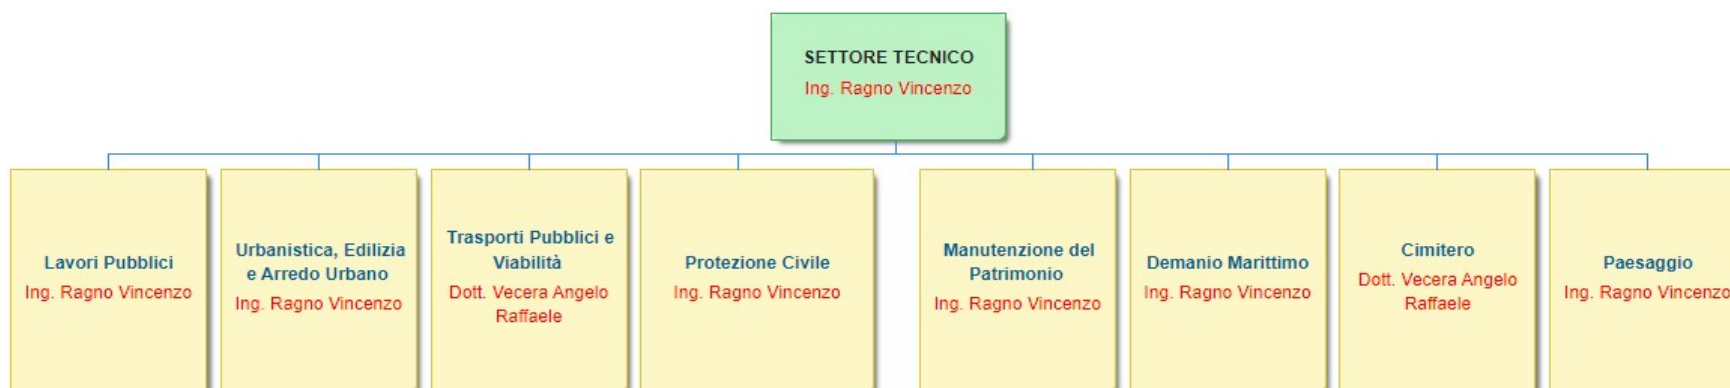 SETTORE TECNICO
Ing. Ragno Vincenzo
Lavori Pubblici
Ing. Ragno Vincenzo
Urbanistica, Edilizia
e Arredo Urbano
Ing. Ragno Vincenzo
Trasporti Pubblici e
Viabilità
Dott. Vecera Angelo
Raffaele
Protezione Civile
Ing. Ragno Vincenzo
Manutenzione del
Patrimonio
Ing. Ragno Vincenzo
Demanio Marittimo
Ing. Ragno Vincenzo
Cimitero
Dott. Vecera Angelo
Raffaele
Paesaggio
Ing. Ragno Vincenzo